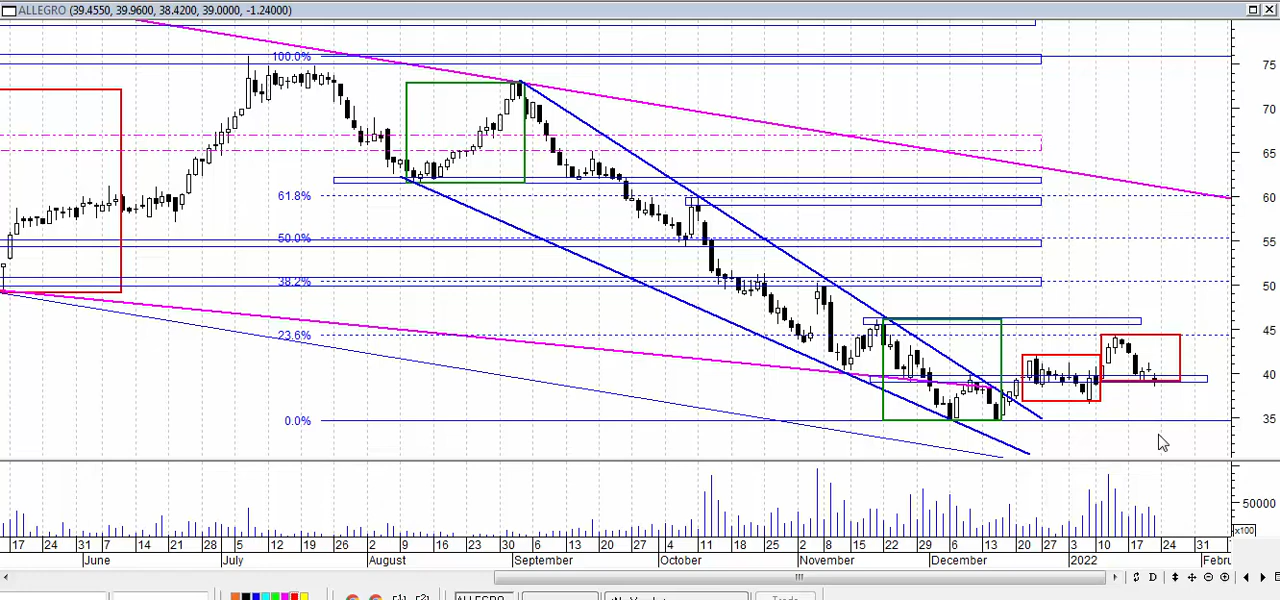 ALLEGRO (39.4550, 39.9600, 38.4200, 39.0000, -1.24000)
100.0%
75
70
65
61.8%
60
50.0%
55
38.2%
50
45
23.6%
40
0.0%
35
50000
x100
17 24 31 7 14 21 28 5 12 19 26 2 9 16 23 30 6 13 20 27 4 11 18 25 2 8 15 22 29 6 13 20 27 3 10 17 24 31
June July August September October November December 2022 Febru
D
ALLEGRO
Trade